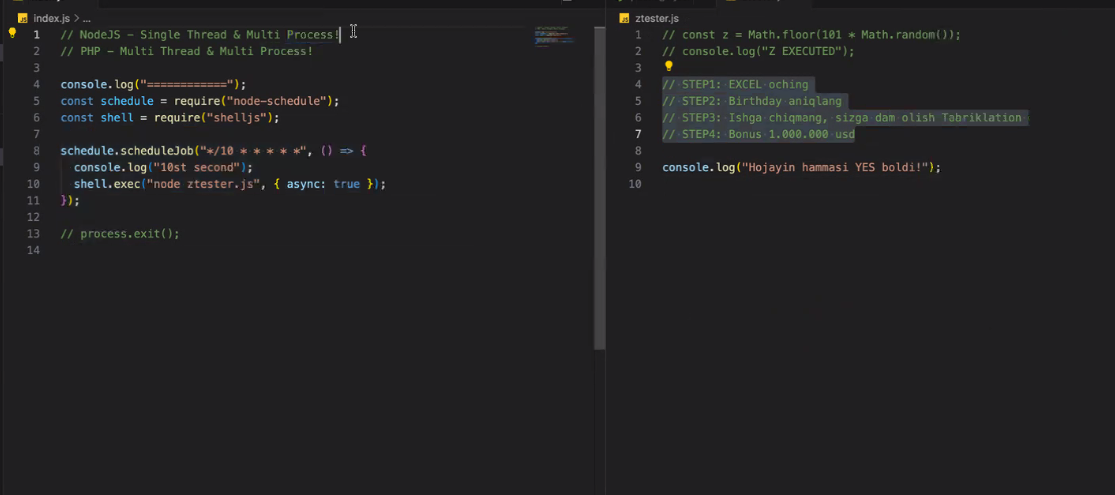 index.js > ...
1 // NodeJS - Single Thread & Multi Process!
2 // PHP - Multi Thread & Multi Process!
3
4 console.log("============");
5 const schedule = require("node-schedule");
6 const shell = require("shelljs");
7
8 schedule.scheduleJob("*/10 * * * * *", () => {
9 console.log("10st second");
10 shell.exec("node ztester.js", { async: true });
11 });
12
13 // process.exit();
14
ztester.js
1 // const z = Math.floor(101 * Math.random());
2 // console.log("Z EXECUTED");
3
4 // STEP1: EXCEL oching
5 // STEP2: Birthday aniqlang
6 // STEP3: Ishga chiqmang, sizga dam olish Tabriklation
7 // STEP4: Bonus 1.000.000 usd
8
9 console.log("Hojayin hammasi YES boldi!");
10